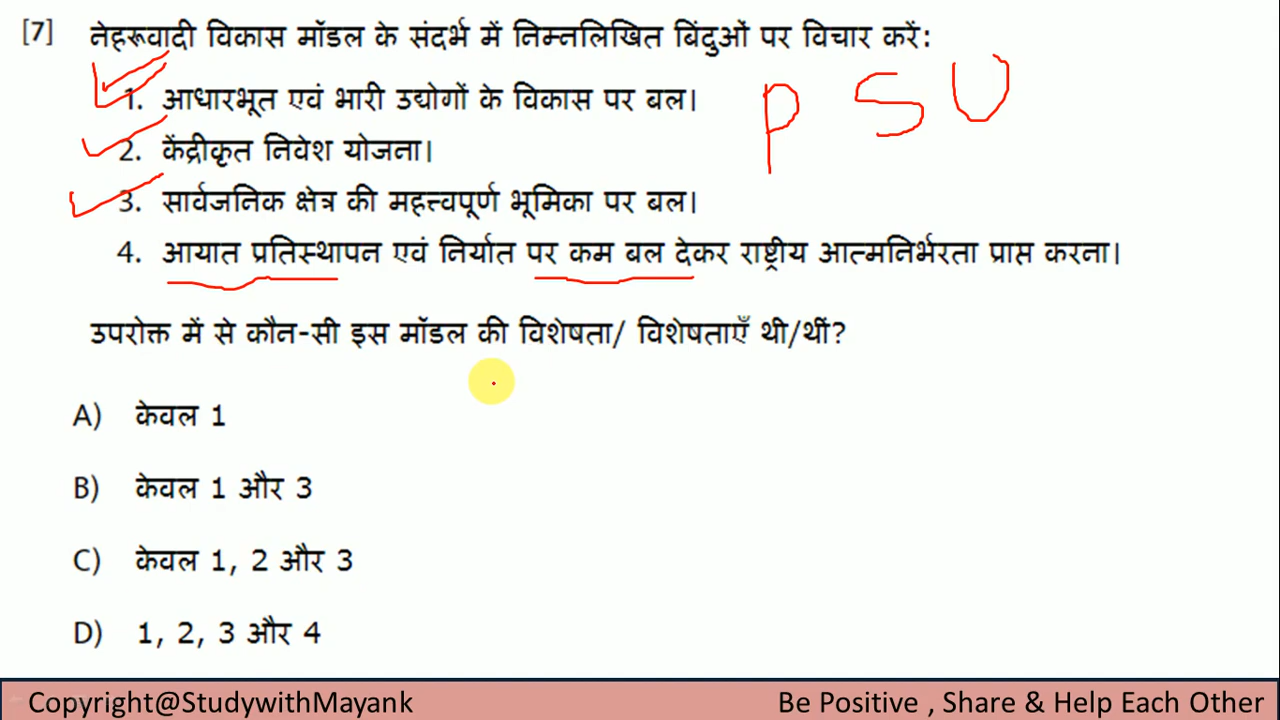 [7] नेहरूवादी विकास मॉडल के संदर्भ में निम्नलिखित बिंदुओं पर विचार करें:
1. आधारभूत एवं भारी उद्योगों के विकास पर बल।
P S U
2. केंद्रीकृत निवेश योजना।
3. सार्वजनिक क्षेत्र की महत्त्वपूर्ण भूमिका पर बल।
4. आयात प्रतिस्थापन एवं निर्यात पर कम बल देकर राष्ट्रीय आत्मनिर्भरता प्राप्त करना।
उपरोक्त में से कौन-सी इस मॉडल की विशेषता/ विशेषताएँ थी/थीं?
A) केवल 1
B) केवल 1 और 3
C) केवल 1, 2 और 3
D) 1, 2, 3 और 4
Copyright@StudywithMayank
Be Positive , Share & Help Each Other